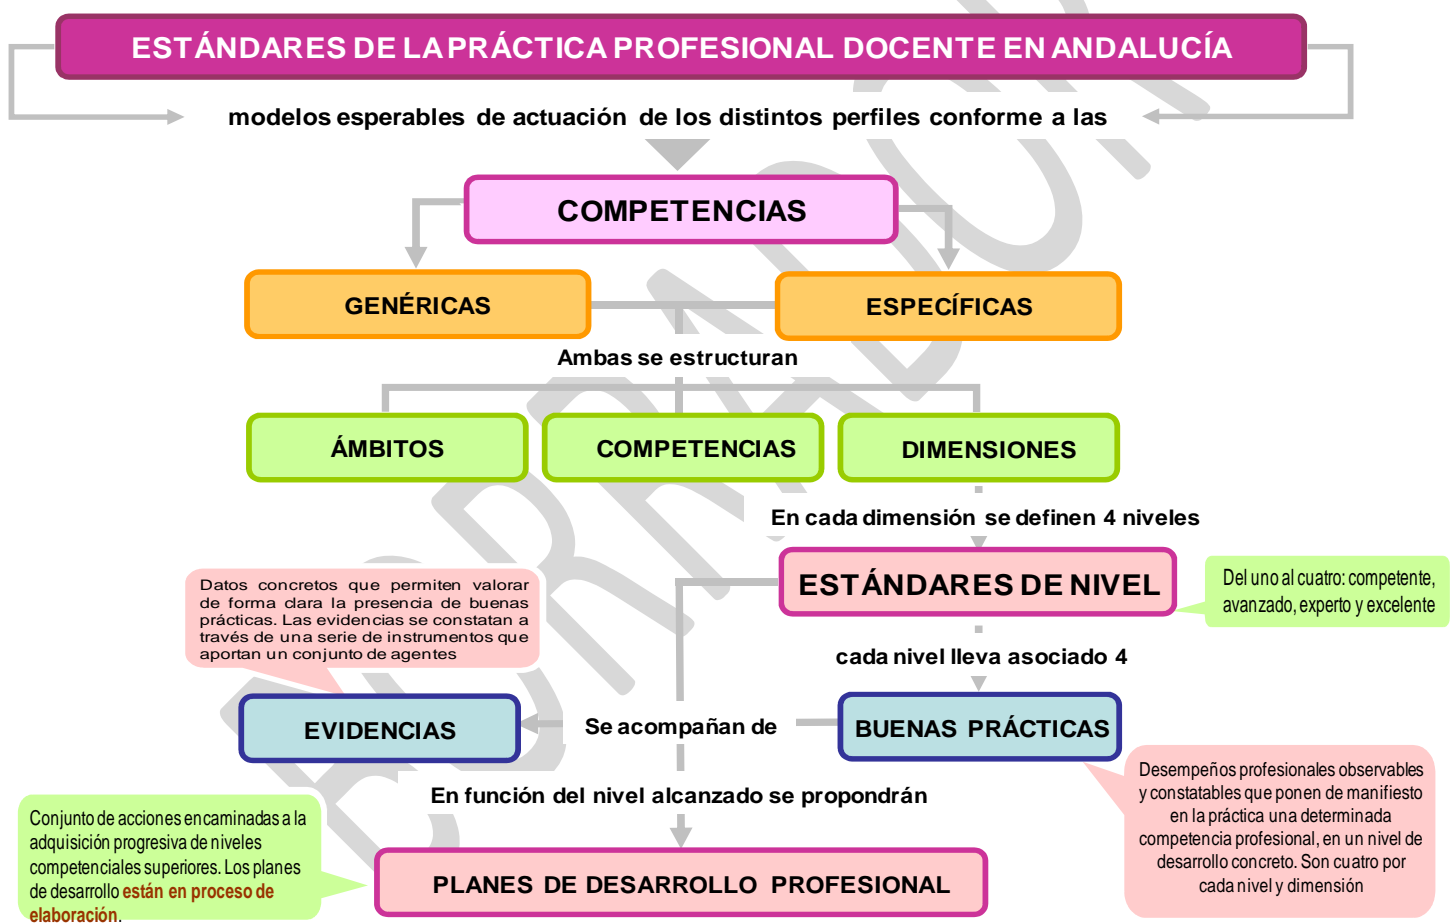 ESTÁNDARES DE LA PRÁCTICA PROFESIONAL DOCENTE EN ANDALUCÍA
modelos esperables de actuación de los distintos perfiles conforme a las
COMPETENCIAS
GENÉRICAS
ESPECÍFICAS
Ambas se estructuran
ÁMBITOS
COMPETENCIAS
DIMENSIONES
En cada dimensión se definen 4 niveles
ESTÁNDARES DE NIVEL
Del uno al cuatro: competente,
avanzado, experto y excelente
Datos concretos que permiten valorar
de forma clara la presencia de buenas
prácticas. Las evidencias se constatan a
través de una serie de instrumentos que
aportan un conjunto de agentes
cada nivel lleva asociado 4
EVIDENCIAS
Se acompañan de
BUENAS PRÁCTICAS
Desempeños profesionales observables
y constatables que ponen de manifiesto
en la práctica una determinada
competencia profesional, en un nivel de
desarrollo concreto. Son cuatro por
cada nivel y dimensión
En función del nivel alcanzado se propondrán
Conjunto de acciones encaminadas a la
adquisición progresiva de niveles
competenciales superiores. Los planes
de desarrollo están en proceso de
elaboración.
PLANES DE DESARROLLO PROFESIONAL
BORRADOR